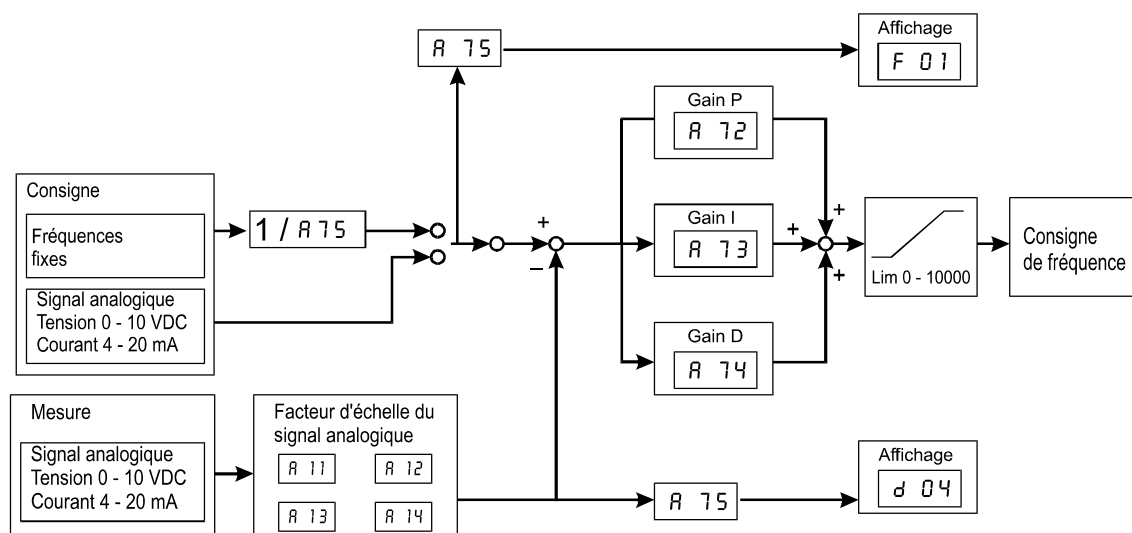 A 75
Affichage
F 01
Gain P
A 72
Consigne
Fréquences
fixes
1 / A75
+
−
Gain I
A 73
+
+
+
Lim 0 - 10000
Consigne
de fréquence
Signal analogique
Tension 0 - 10 VDC
Courant 4 - 20 mA
Gain D
A 74
Mesure
Signal analogique
Tension 0 - 10 VDC
Courant 4 - 20 mA
Facteur d'échelle du
signal analogique
A 11
A 12
A 13
A 14
A 75
Affichage
d 04